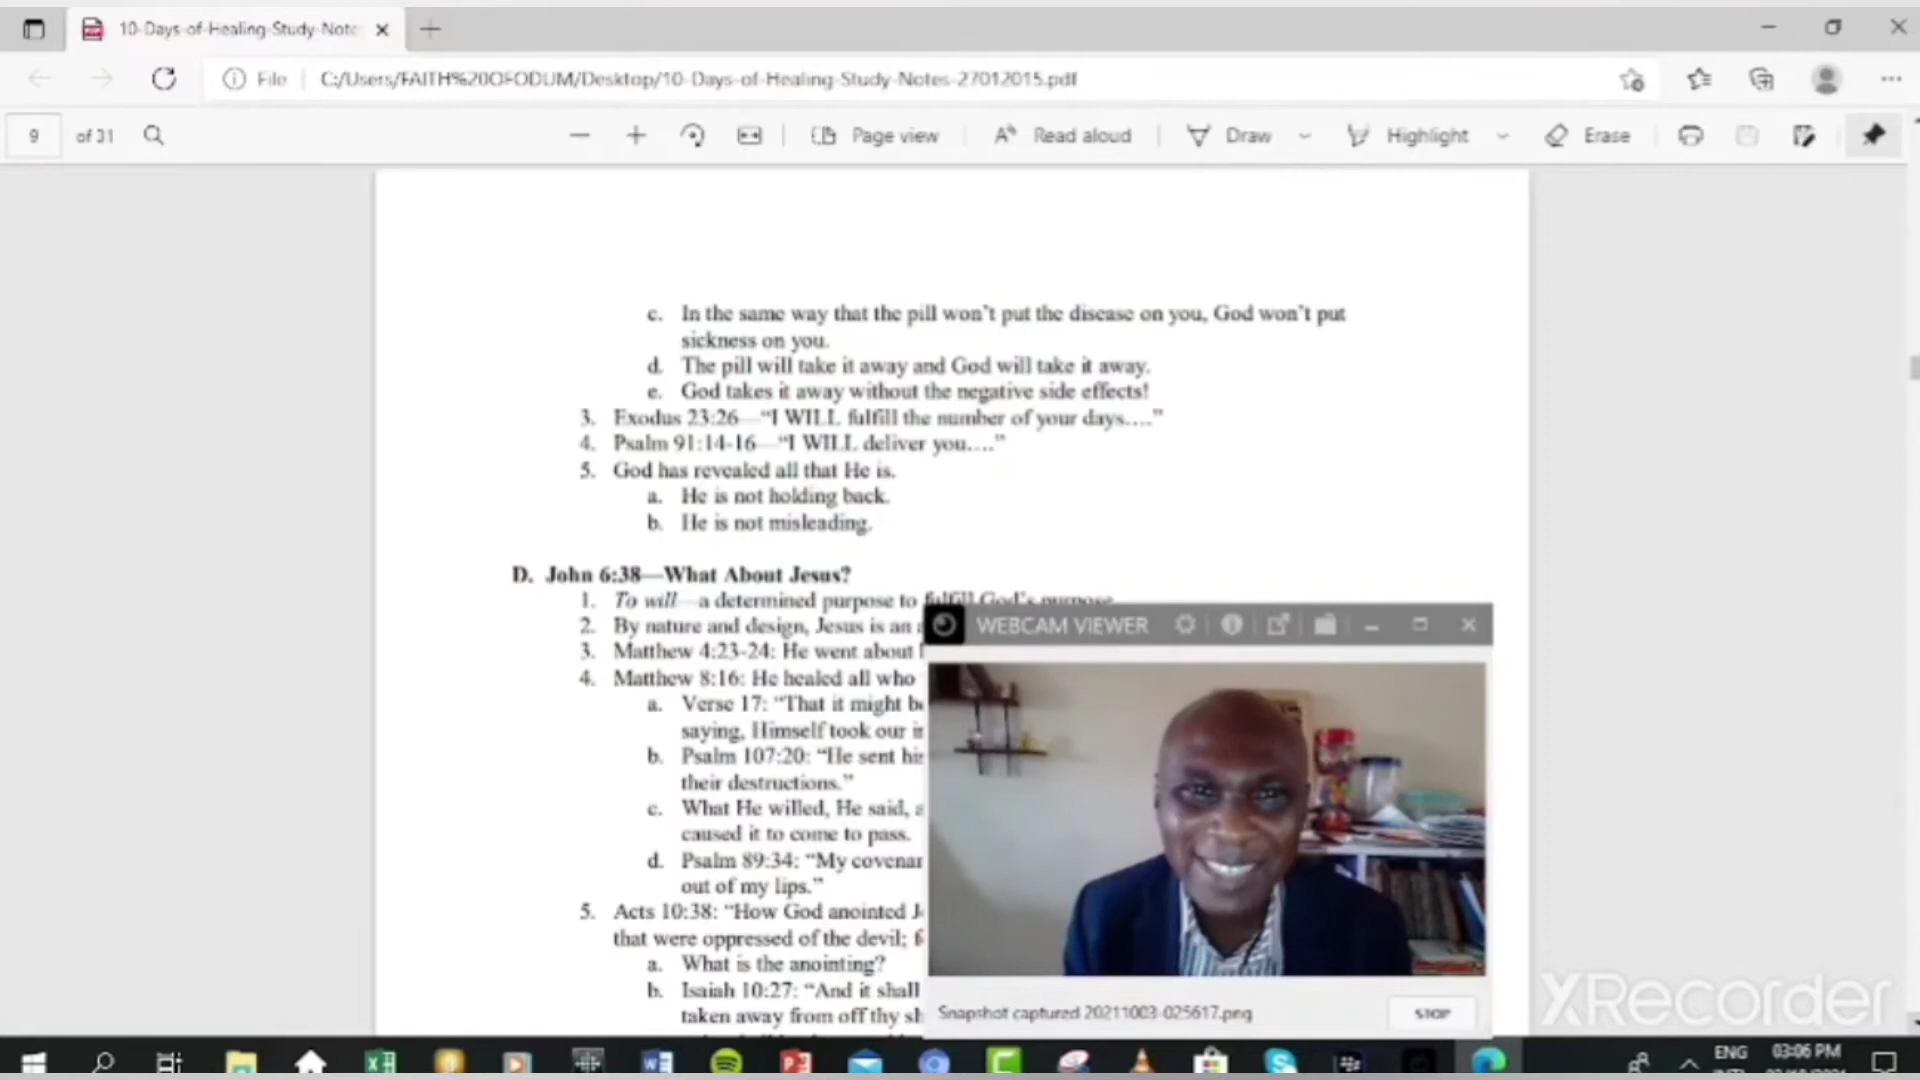 10-Days-of-Healing-Study-Note
File C:/Users/FAITH%20OFODUM/Desktop/10-Days-of-Healing-Study-Notes-27012015.pdf
9 of 31 Page view Read aloud Draw Highlight Erase
c. In the same way that the pill won't put the disease on you, God won't put
sickness on you.
d. The pill will take it away and God will take it away.
e. God takes it away without the negative side effects!
3. Exodus 23:26—"I WILL fulfill the number of your days…."
4. Psalm 91:14-16—"I WILL deliver you…."
5. God has revealed all that He is.
a. He is not holding back.
b. He is not misleading.
D. John 6:38—What About Jesus?
1. To will—a determined purpose to fulfill God's purpose
2. By nature and design, Jesus is an
3. Matthew 4:23-24: He went about
4. Matthew 8:16: He healed all who
a. Verse 17: "That it might be
saying, Himself took our
b. Psalm 107:20: "He sent his
their destructions."
c. What He willed, He said,
caused it to come to pass.
d. Psalm 89:34: "My covenan
out of my lips."
5. Acts 10:38: "How God anointed J
that were oppressed of the devil; f
a. What is the anointing?
b. Isaiah 10:27: "And it shall
taken away from off thy sh
WEBCAM VIEWER
Snapshot captured 20211003-025617.png STOP
XRecorder
ENG 03:06 PM